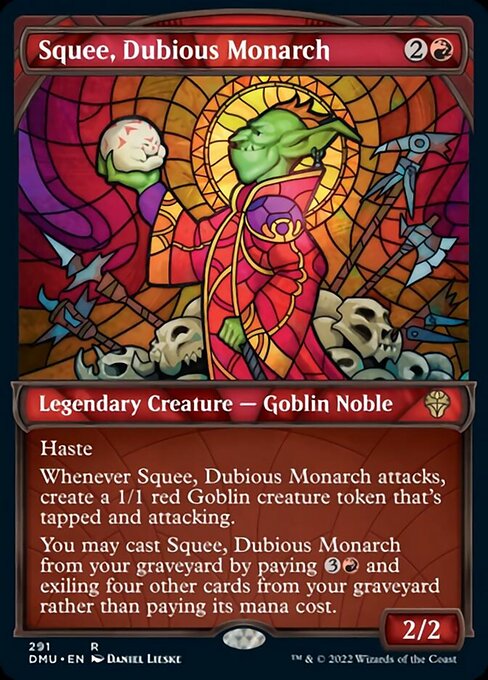 Squee, Dubious Monarch 2
Legendary Creature — Goblin Noble
Haste
Whenever Squee, Dubious Monarch attacks,
create a 1/1 red Goblin creature token that's
tapped and attacking.
You may cast Squee, Dubious Monarch
from your graveyard by paying 3 and
exiling four other cards from your graveyard
rather than paying its mana cost.
2/2
291 R
DMU • EN Daniel Lieske
™ & © 2022 Wizards of the Coast